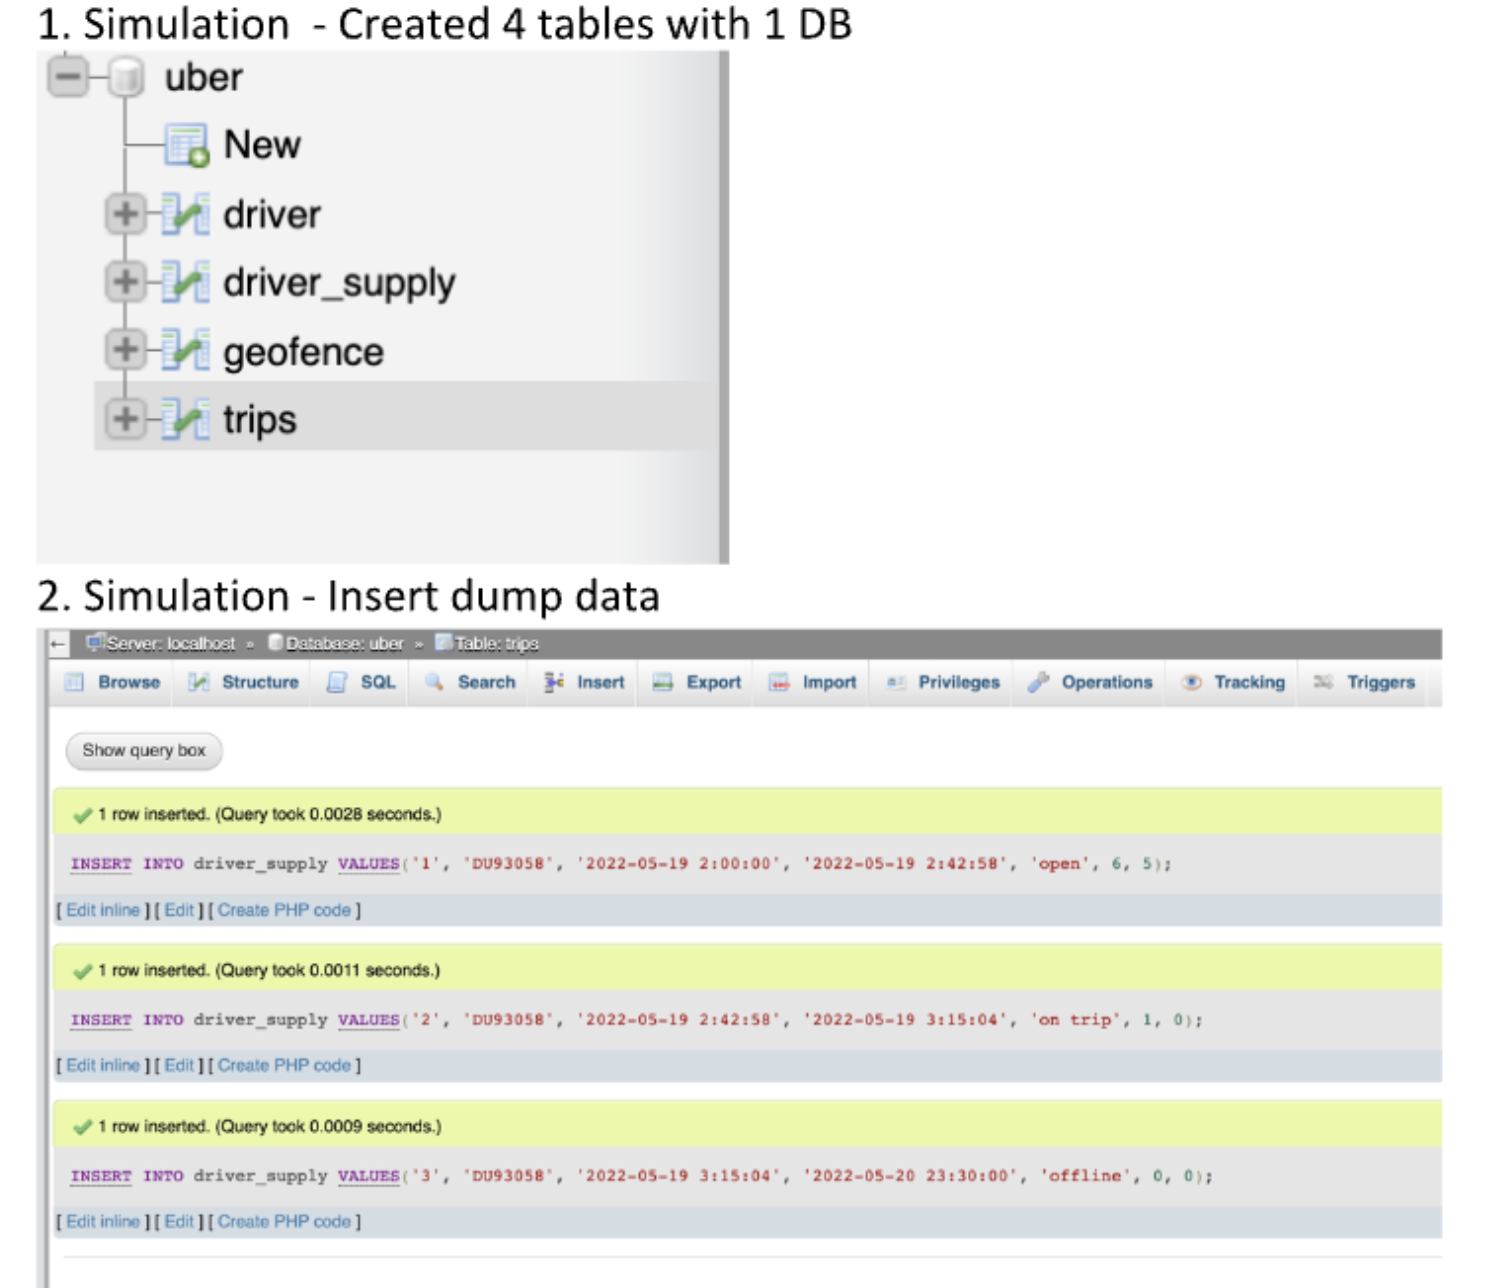 1. Simulation  - Created 4 tables with 1 DB
uber
New
driver
driver_supply
geofence
trips
2. Simulation - Insert dump data
Server: localhost » Database: uber » Table: trips
Browse Structure SQL Search Insert Export Import Privileges Operations Tracking Triggers
Show query box
1 row inserted. (Query took 0.0028 seconds.)
INSERT INTO driver_supply VALUES('1', 'DU93058', '2022-05-19 2:00:00', '2022-05-19 2:42:58', 'open', 6, 5);
[ Edit inline ] [ Edit ] [ Create PHP code ]
1 row inserted. (Query took 0.0011 seconds.)
INSERT INTO driver_supply VALUES('2', 'DU93058', '2022-05-19 2:42:58', '2022-05-19 3:15:04', 'on trip', 1, 0);
[ Edit inline ] [ Edit ] [ Create PHP code ]
1 row inserted. (Query took 0.0009 seconds.)
INSERT INTO driver_supply VALUES('3', 'DU93058', '2022-05-19 3:15:04', '2022-05-20 23:30:00', 'offline', 0, 0);
[ Edit inline ] [ Edit ] [ Create PHP code ]